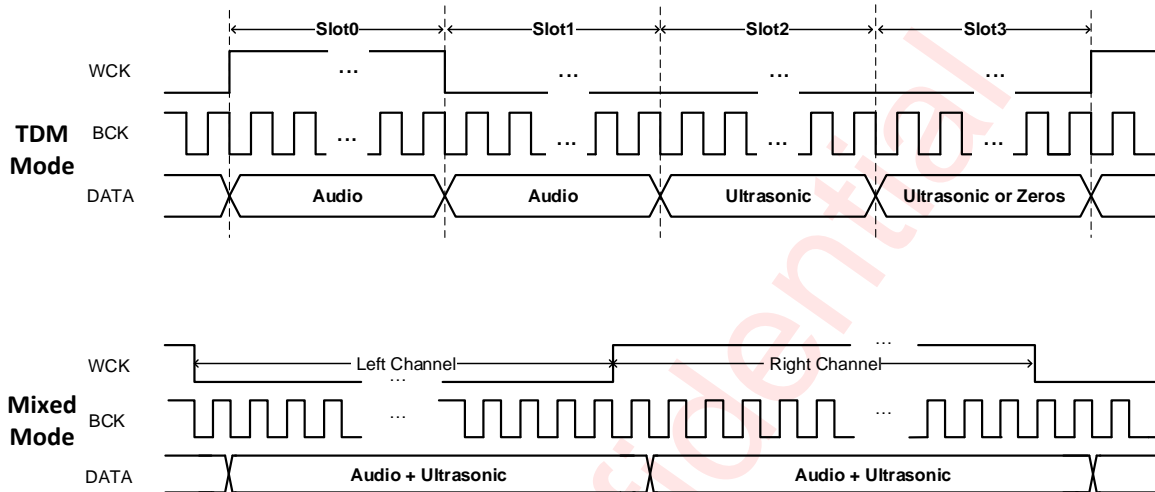 Slot0 Slot1 Slot2 Slot3
WCK ... ... ... ...
TDM Mode
BCK ... ... ... ...
DATA Audio Audio Ultrasonic Ultrasonic or Zeros
WCK Left Channel ... ... Right Channel
Mixed Mode
BCK ... ...
DATA Audio + Ultrasonic Audio + Ultrasonic
fidential